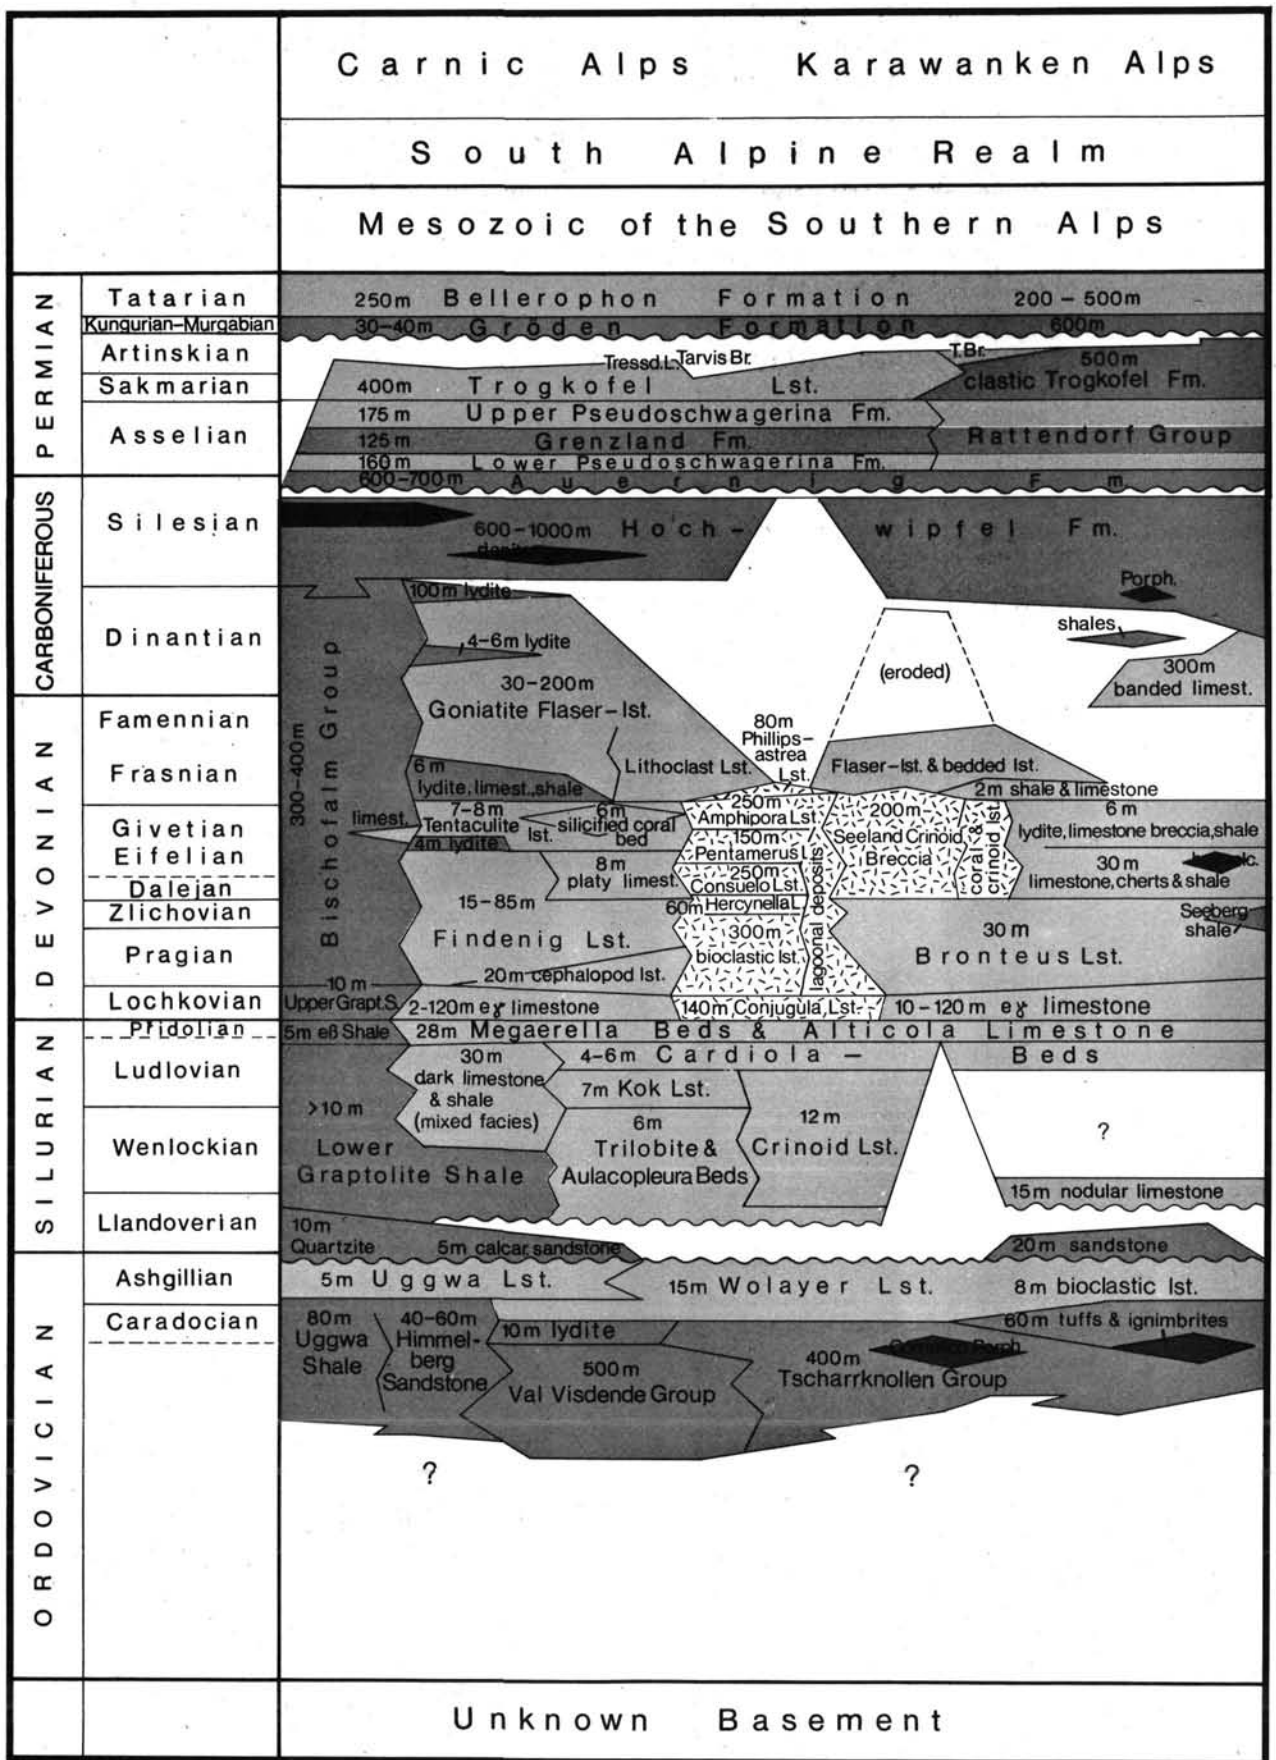 Carnic Alps Karawanken Alps
South Alpine Realm
Mesozoic of the Southern Alps
PERMIAN
Tatarian
250m Bellerophon Formation 200 – 500m
Kungurian–Murgabian
30–40m Gröden Formation 600m
Artinskian
Tressd.L. Tarvis Br. T.Br.
Sakmarian
400m Trogkofel Lst.
500m
clastic Trogkofel Fm.
Asselian
175 m Upper Pseudoschwagerina Fm.
125m Grenzland Fm.
Rattendorf Group
160m Lower Pseudoschwagerina Fm.
600–700m Auernig Fm.
CARBONIFEROUS
Silesian
600–1000m Hoch – wipfel Fm.
Porph.
100m lydite
Dinantian
shales
4–6m lydite
(eroded)
300m
banded limest.
30–200m
Goniatite Flaser–lst.
300–400m
Bischofalm Group
DEVONIAN
Famennian
80m
Phillips–
astrea
Lst.
Frasnian
6m
lydite, limest., shale
Lithoclast Lst.
Flaser–lst. & bedded lst.
2m shale & limestone
Givetian
limest.
7–8m
Tentaculite
lst.
6m
silicified coral
bed
250m
Amphipora Lst.
200m
Seeland Crinoid
Breccia
coral &
crinoid lst.
6 m
lydite, limestone breccia, shale
Eifelian
4m lydite
8m
platy limest.
150m
Pentamerus L.
lagoonal deposits
30 m
limestone, cherts & shale
Dalejan
250m
Consuelo Lst.
Zlichovian
15–85m
60m Hercynella L.
Seeberg
shale
Pragian
Findenig Lst.
300m
bioclastic lst.
30 m
Bronteus Lst.
20m cephalopod lst.
Lochkovian
10 m
Upper Grapt.S.
2-120m eγ limestone
140m Conjugula Lst.
10–120 m eγ limestone
SILURIAN
Pridolian
5m eß Shale
28m Megaerella Beds & Alticola Limestone
Ludlovian
30m
dark limestone
& shale
(mixed facies)
4–6m Cardiola – Beds
7m Kok Lst.
Wenlockian
>10 m
Lower
Graptolite Shale
6m
Trilobite &
Aulacopleura Beds
12 m
Crinoid Lst.
?
15m nodular limestone
Llandoverian
10m
Quartzite
5m calcar. sandstone
20m sandstone
ORDOVICIAN
Ashgillian
5m Uggwa Lst.
15m Wolayer Lst.
8m bioclastic lst.
Caradocian
80m
Uggwa
Shale
40–60m
Himmel-
berg
Sandstone
10m lydite
60m tuffs & ignimbrites
500m
Val Visdende Group
400m
Tscharrknollen Group
? ?
Unknown Basement